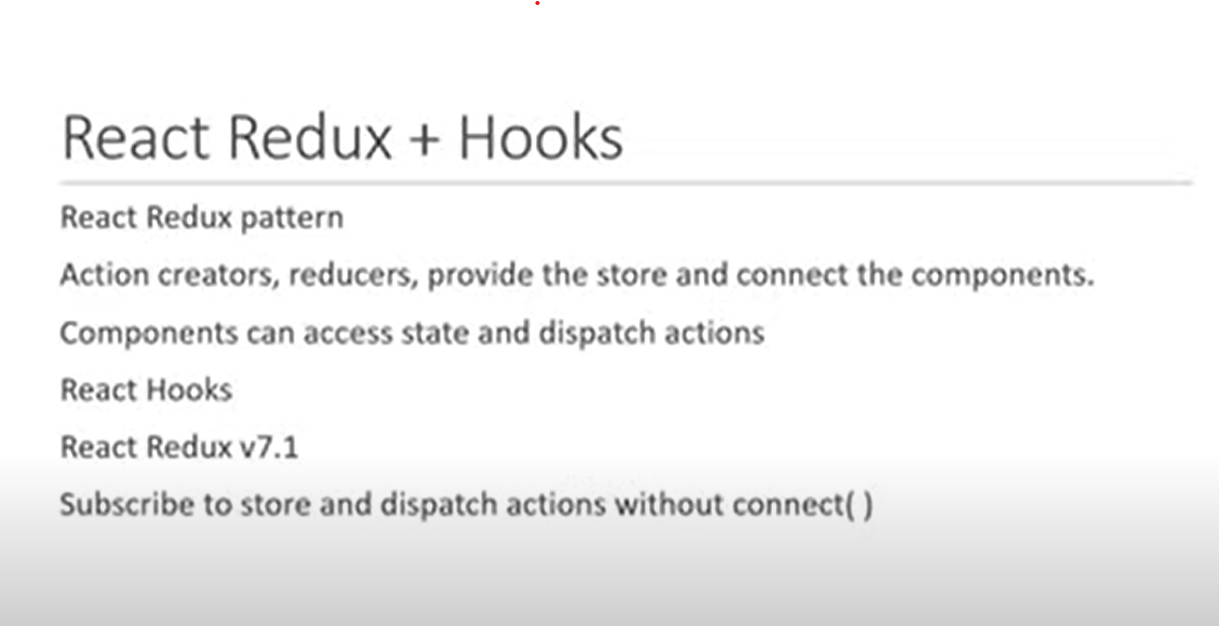 React Redux + Hooks
React Redux pattern
Action creators, reducers, provide the store and connect the components.
Components can access state and dispatch actions
React Hooks
React Redux v7.1
Subscribe to store and dispatch actions without connect( )